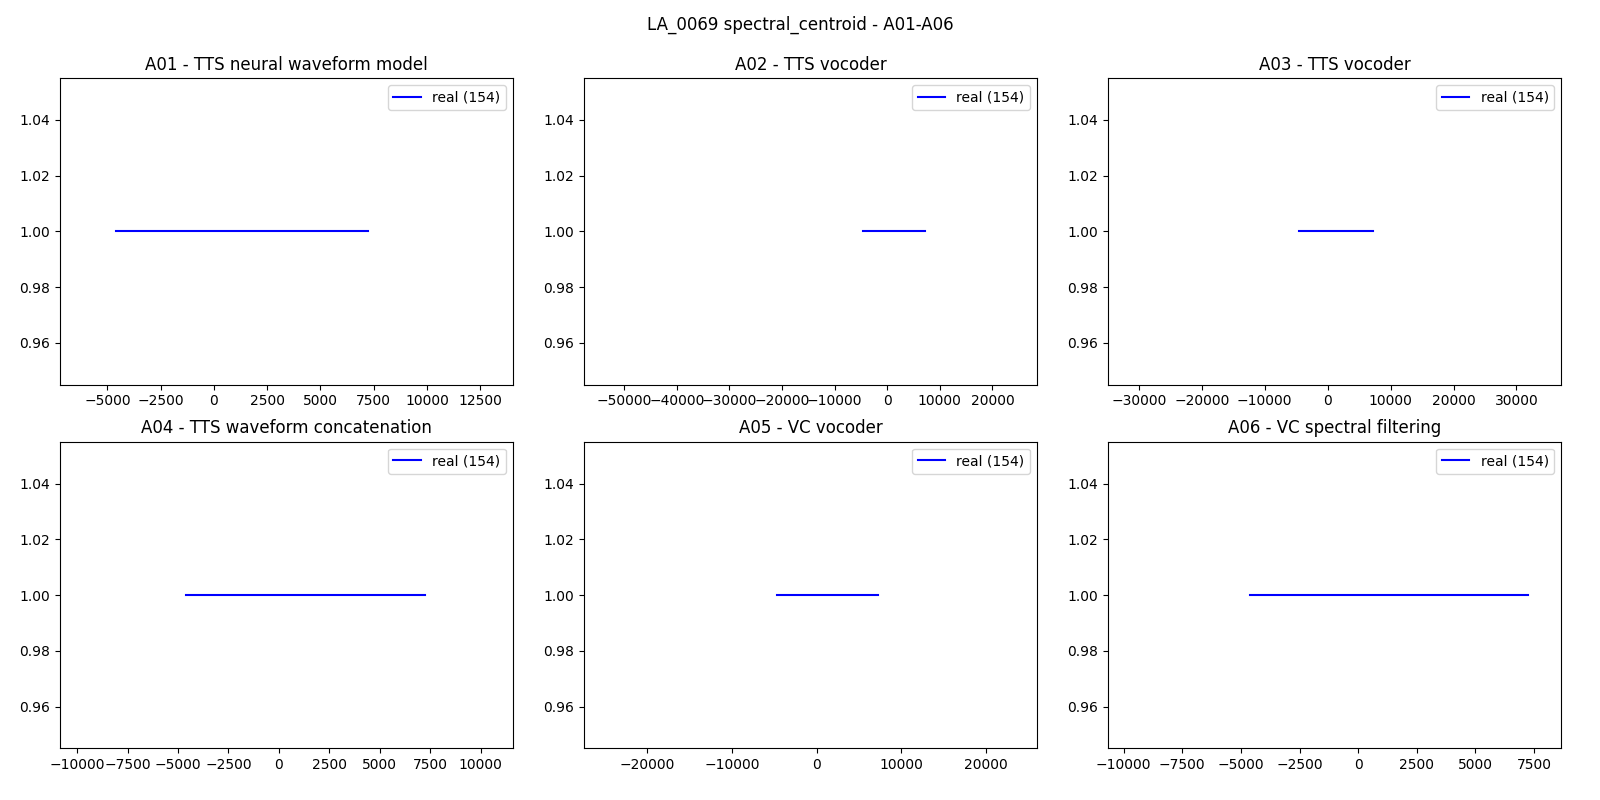 LA_0069 spectral_centroid - A01-A06
A01 - TTS neural waveform model
A02 - TTS vocoder
A03 - TTS vocoder
real (154)
real (154)
real (154)
1.04
1.02
1.00
0.98
0.96
−5000 −2500 0 2500 5000 7500 10000 12500
1.04
1.02
1.00
0.98
0.96
−50000 −40000 −30000 −20000 −10000 0 10000 20000
1.04
1.02
1.00
0.98
0.96
−30000 −20000 −10000 0 10000 20000 30000
A04 - TTS waveform concatenation
A05 - VC vocoder
A06 - VC spectral filtering
real (154)
real (154)
real (154)
1.04
1.02
1.00
0.98
0.96
−10000 −7500 −5000 −2500 0 2500 5000 7500 10000
1.04
1.02
1.00
0.98
0.96
−20000 −10000 0 10000 20000
1.04
1.02
1.00
0.98
0.96
−10000 −7500 −5000 −2500 0 2500 5000 7500